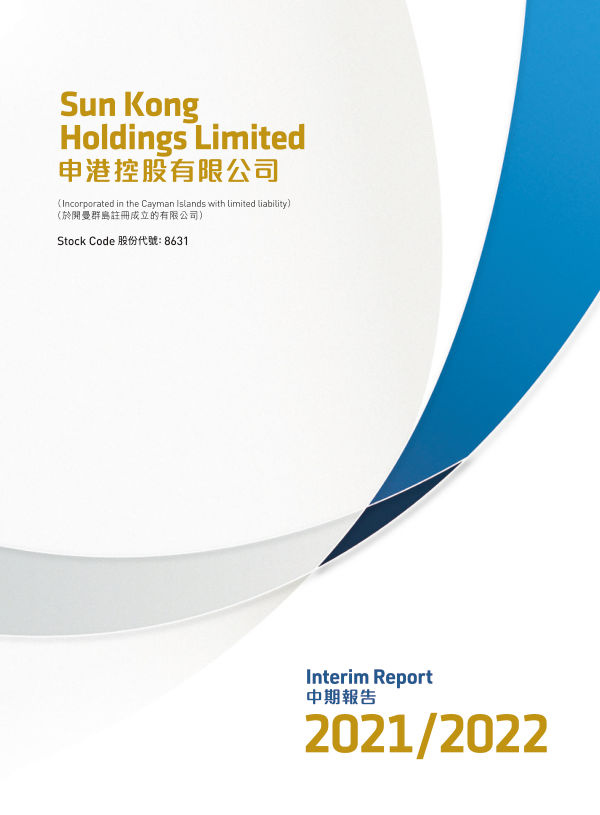 Sun Kong
Holdings Limited
申港控股有限公司
(Incorporated in the Cayman Islands with limited liability)
(於開曼群島註冊成立的有限公司)
Stock Code 股份代號: 8631
Interim Report
中期報告
2021/2022